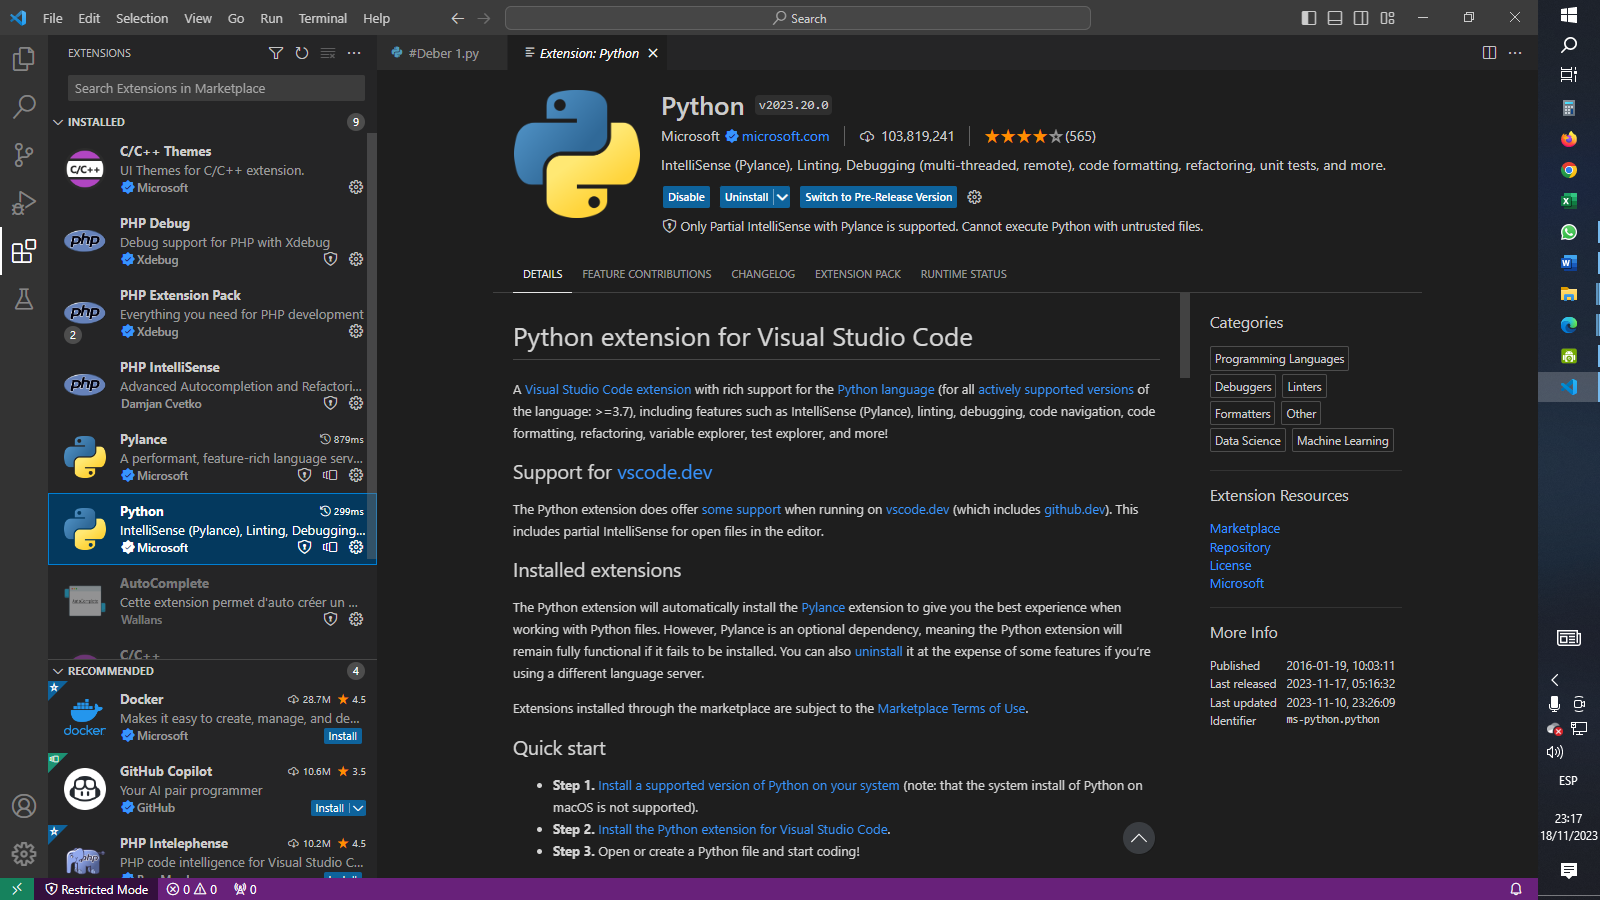 File Edit Selection View Go Run Terminal Help
Search
EXTENSIONS
#Deber 1.py
Extension: Python
Search Extensions in Marketplace
INSTALLED 9
C/C++
C/C++ Themes
UI Themes for C/C++ extension.
Microsoft
php
PHP Debug
Debug support for PHP with Xdebug
Xdebug
php
2
PHP Extension Pack
Everything you need for PHP development
Xdebug
php
PHP IntelliSense
Advanced Autocompletion and Refactori...
Damjan Cvetko
Pylance 879ms
A performant, feature-rich language serv...
Microsoft
Python 299ms
IntelliSense (Pylance), Linting, Debugging...
Microsoft
AutoComplete
Cette extension permet d'auto créer un ...
Wallans
C/C++
RECOMMENDED 4
docker
Docker 28.7M 4.5
Makes it easy to create, manage, and de...
Microsoft
Install
GitHub Copilot 10.6M 3.5
Your AI pair programmer
GitHub
Install
php
PHP Intelephense 10.2M 4.5
PHP code intelligence for Visual Studio C...
Restricted Mode 0 0 0
Python v2023.20.0
Microsoft microsoft.com 103,819,241 (565)
IntelliSense (Pylance), Linting, Debugging (multi-threaded, remote), code formatting, refactoring, unit tests, and more.
Disable Uninstall Switch to Pre-Release Version
Only Partial IntelliSense with Pylance is supported. Cannot execute Python with untrusted files.
DETAILS FEATURE CONTRIBUTIONS CHANGELOG EXTENSION PACK RUNTIME STATUS
Python extension for Visual Studio Code
A Visual Studio Code extension with rich support for the Python language (for all actively supported versions of
the language: >=3.7), including features such as IntelliSense (Pylance), linting, debugging, code navigation, code
formatting, refactoring, variable explorer, test explorer, and more!
Support for vscode.dev
The Python extension does offer some support when running on vscode.dev (which includes github.dev). This
includes partial IntelliSense for open files in the editor.
Installed extensions
The Python extension will automatically install the Pylance extension to give you the best experience when
working with Python files. However, Pylance is an optional dependency, meaning the Python extension will
remain fully functional if it fails to be installed. You can also uninstall it at the expense of some features if you're
using a different language server.
Extensions installed through the marketplace are subject to the Marketplace Terms of Use.
Quick start
• Step 1. Install a supported version of Python on your system (note: that the system install of Python on
macOS is not supported).
• Step 2. Install the Python extension for Visual Studio Code.
• Step 3. Open or create a Python file and start coding!
Categories
Programming Languages
Debuggers Linters
Formatters Other
Data Science Machine Learning
Extension Resources
Marketplace
Repository
License
Microsoft
More Info
Published 2016-01-19, 10:03:11
Last released 2023-11-17, 05:16:32
Last updated 2023-11-10, 23:26:09
Identifier ms-python.python
ESP
23:17
18/11/2023